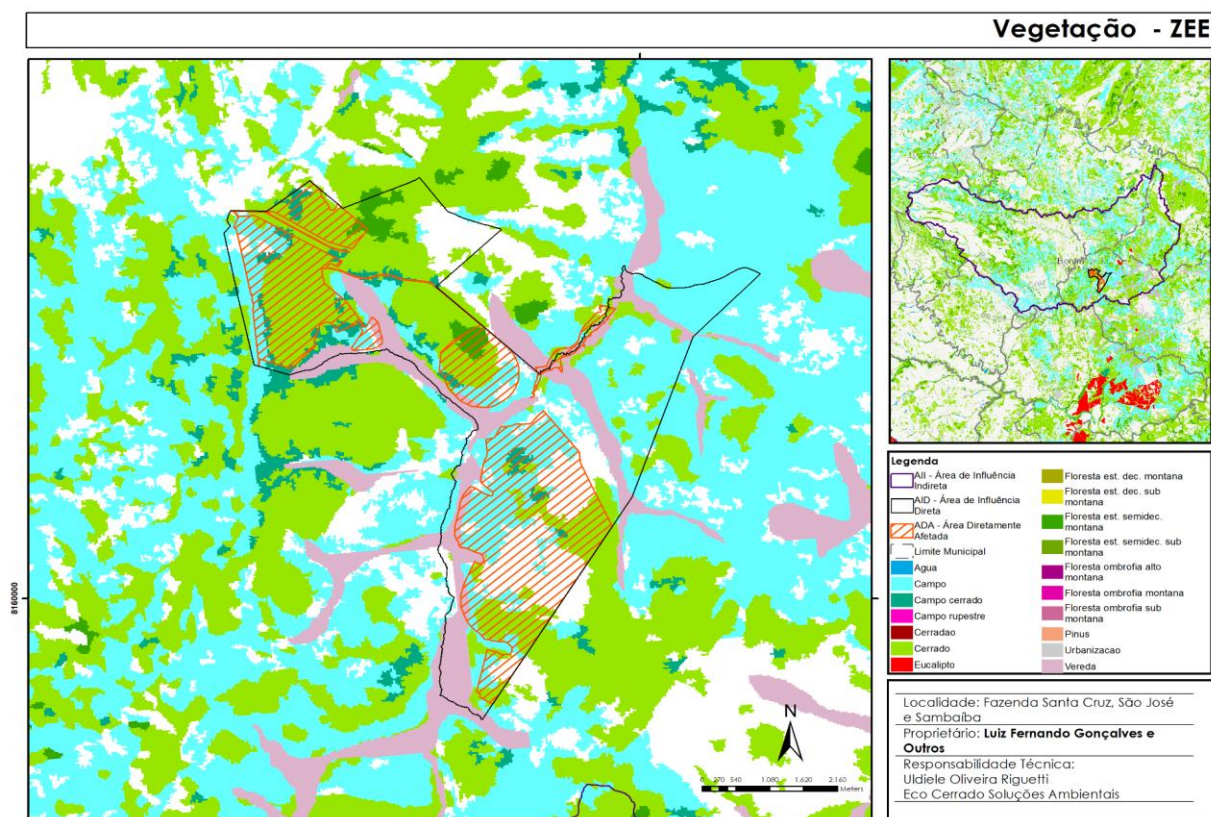 Vegetação - ZEE
8160000
N
0 270 540 1.080 1.620 2.160
Meters
Legenda
AII - Área de Influência
Indireta
AID - Área de Influência
Direta
ADA - Área Diretamente
Afetada
Limite Municipal
Agua
Campo
Campo cerrado
Campo rupestre
Cerradao
Cerrado
Eucalipto
Floresta est. dec. montana
Floresta est. dec. sub
montana
Floresta est. semidec.
montana
Floresta est. semidec. sub
montana
Floresta ombrofia alto
montana
Floresta ombrofia montana
Floresta ombrofia sub
montana
Pinus
Urbanizacao
Vereda
Localidade: Fazenda Santa Cruz, São José
e Sambaíba
Proprietário: Luiz Fernando Gonçalves e
Outros
Responsabilidade Técnica:
Uldiele Oliveira Riguetti
Eco Cerrado Soluções Ambientais